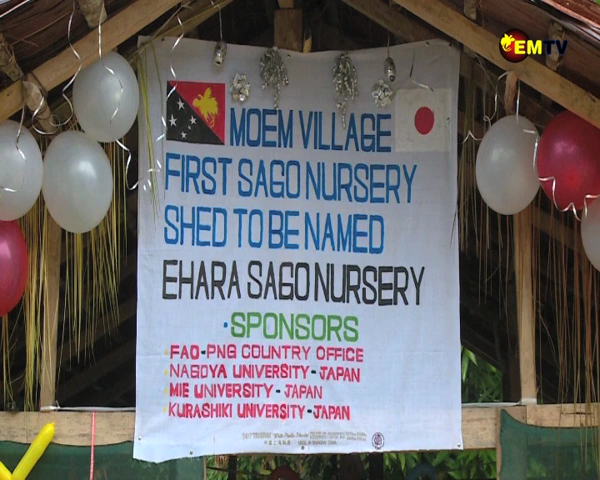 EMTV
MOEM VILLAGE
FIRST SAGO NURSERY
SHED TO BE NAMED
EHARA SAGO NURSERY
• SPONSORS
• FAO-PNG COUNTRY OFFICE
• NAGOYA UNIVERSITY-JAPAN
• MIE UNIVERSITY-JAPAN
• KURASHIKI UNIVERSITY-JAPAN